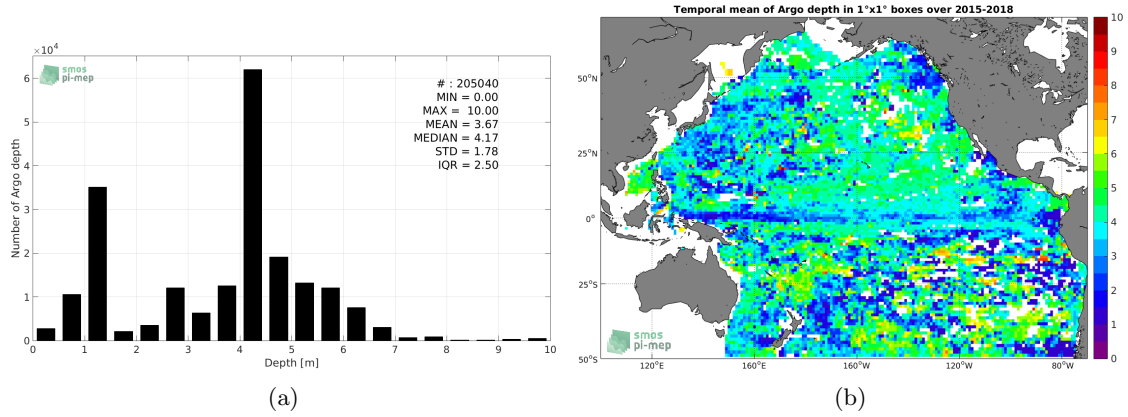 ×10⁴
smos
pi-mep
# : 205040
MIN = 0.00
MAX = 10.00
MEAN = 3.67
MEDIAN = 4.17
STD = 1.78
IQR = 2.50
Number of Argo depth
6
5
4
3
2
1
0
0 1 2 3 4 5 6 7 8 9 10
Depth [m]
(a)
Temporal mean of Argo depth in 1°x1° boxes over 2015-2018
50°N
25°N
0°
25°S
50°S
120°E 160°E 160°W 120°W 80°W
smos
pi-mep
10
9
8
7
6
5
4
3
2
1
0
(b)